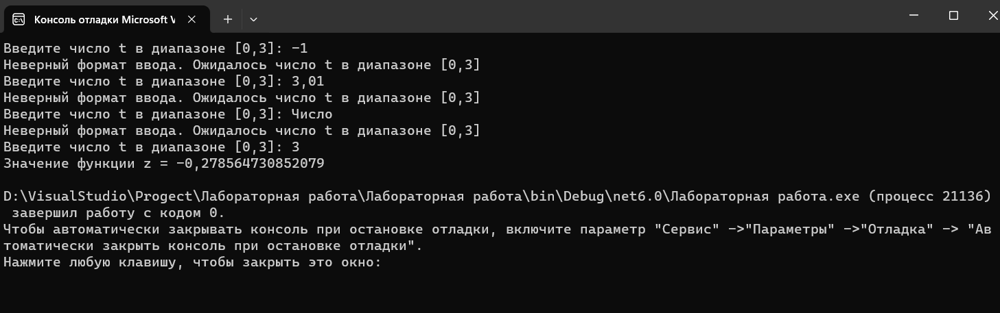 Консоль отладки Microsoft V
Введите число t в диапазоне [0,3]: -1
Неверный формат ввода. Ожидалось число t в диапазоне [0,3]
Введите число t в диапазоне [0,3]: 3,01
Неверный формат ввода. Ожидалось число t в диапазоне [0,3]
Введите число t в диапазоне [0,3]: Число
Неверный формат ввода. Ожидалось число t в диапазоне [0,3]
Введите число t в диапазоне [0,3]: 3
Значение функции z = -0,278564730852079
D:\VisualStudio\Progect\Лабораторная работа\Лабораторная работа\bin\Debug\net6.0\Лабораторная работа.exe (процесс 21136)
завершил работу с кодом 0.
Чтобы автоматически закрывать консоль при остановке отладки, включите параметр "Сервис" ->"Параметры" ->"Отладка" -> "Ав
томатически закрыть консоль при остановке отладки".
Нажмите любую клавишу, чтобы закрыть это окно: